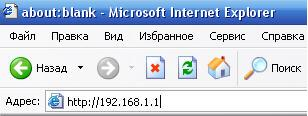 about:blank - Microsoft Internet Explorer
Файл Правка Вид Избранное Сервис Справка
Назад Поиск
Адрес: http://192.168.1.1